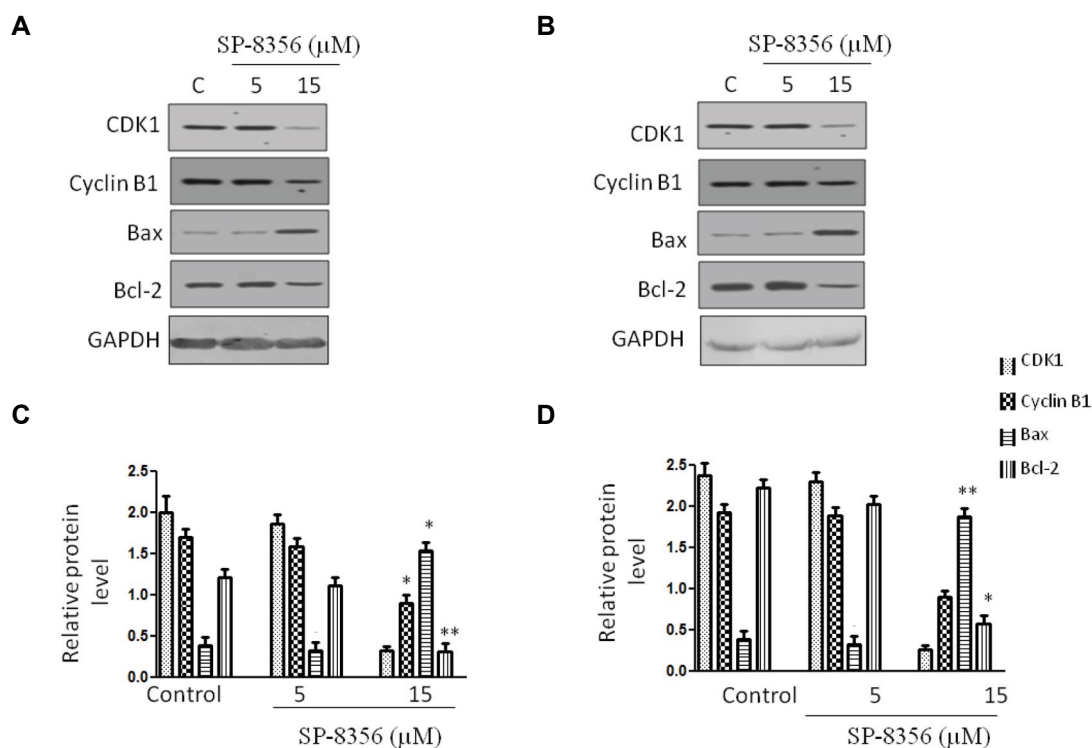 A
SP-8356 (µM)
C 5 15
CDK1
Cyclin B1
Bax
Bcl-2
GAPDH
B
SP-8356 (µM)
C 5 15
CDK1
Cyclin B1
Bax
Bcl-2
GAPDH
CDK1
Cyclin B1
Bax
Bcl-2
C
Relative protein
level
2.5
2.0
1.5
1.0
0.5
0.0
*
*
**
Control 5 15
SP-8356 (µM)
D
Relative protein
level
2.5
2.0
1.5
1.0
0.5
0.0
**
*
Control 5 15
SP-8356 (µM)